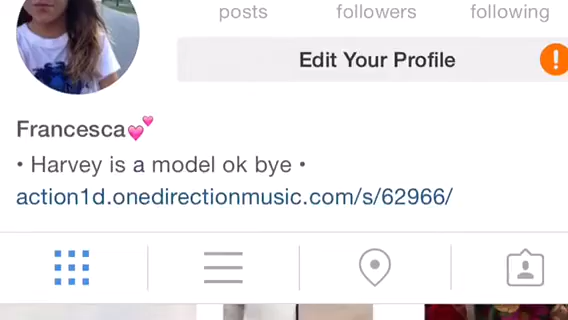 posts followers following
Edit Your Profile
Francesca💕
• Harvey is a model ok bye •
action1d.onedirectionmusic.com/s/62966/